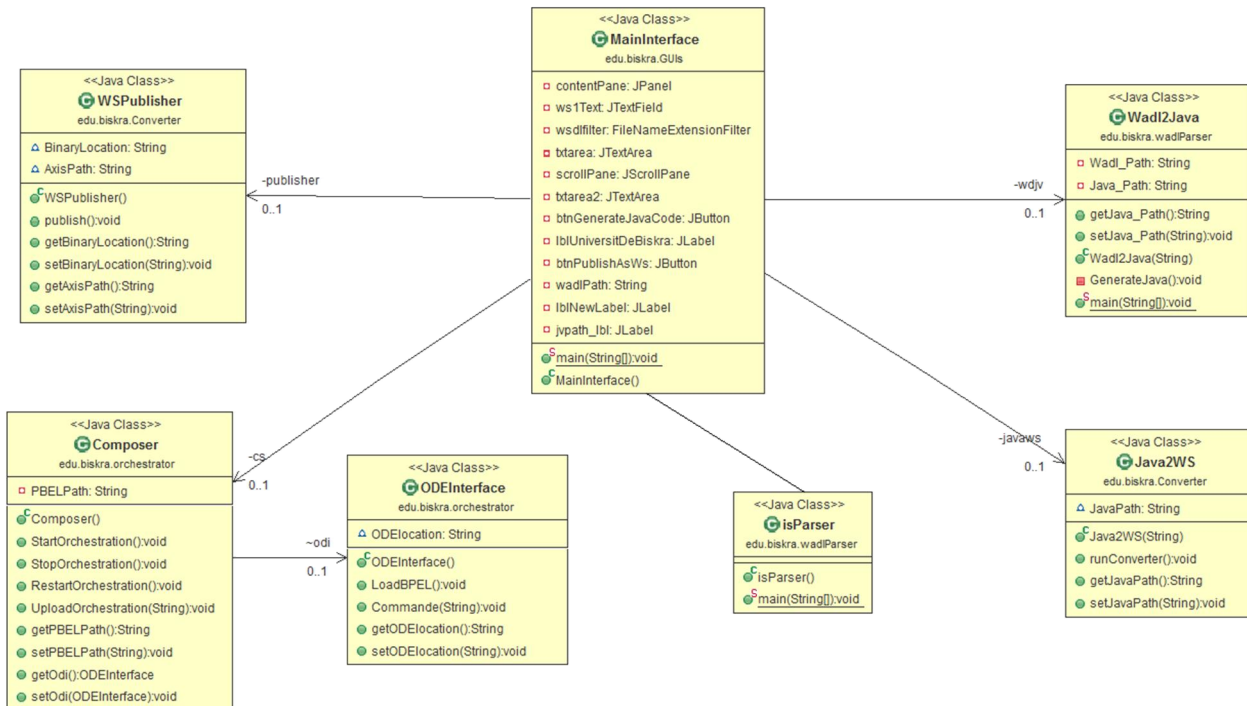 <<Java Class>>
MainInterface
edu.biskra.GUIs
contentPane: JPanel
ws1Text: JTextField
wsdlfilter: FileNameExtensionFilter
txtarea: JTextArea
scrollPane: JScrollPane
txtarea2: JTextArea
btnGenerateJavaCode: JButton
lblUniversitDeBiskra: JLabel
btnPublishAsWs: JButton
wadlPath: String
lblNewLabel: JLabel
jvpath_lbl: JLabel
main(String[]):void
MainInterface()
<<Java Class>>
WSPublisher
edu.biskra.Converter
BinaryLocation: String
AxisPath: String
WSPublisher()
publish():void
getBinaryLocation():String
setBinaryLocation(String):void
getAxisPath():String
setAxisPath(String):void
-publisher
0..1
<<Java Class>>
Wadl2Java
edu.biskra.wadlParser
Wadl_Path: String
Java_Path: String
getJava_Path():String
setJava_Path(String):void
Wadl2Java(String)
GenerateJava():void
main(String[]):void
-wdjv
0..1
<<Java Class>>
Composer
edu.biskra.orchestrator
PBELPath: String
Composer()
StartOrchestration():void
StopOrchestration():void
RestartOrchestration():void
UploadOrchestration(String):void
getPBELPath():String
setPBELPath(String):void
getOdi():ODEInterface
setOdi(ODEInterface):void
-cs
0..1
~odi
0..1
<<Java Class>>
ODEInterface
edu.biskra.orchestrator
ODElocation: String
ODEInterface()
LoadBPEL():void
Commande(String):void
getODElocation():String
setODElocation(String):void
<<Java Class>>
isParser
edu.biskra.wadlParser
isParser()
main(String[]):void
-javaws
0..1
<<Java Class>>
Java2WS
edu.biskra.Converter
JavaPath: String
Java2WS(String)
runConverter():void
getJavaPath():String
setJavaPath(String):void